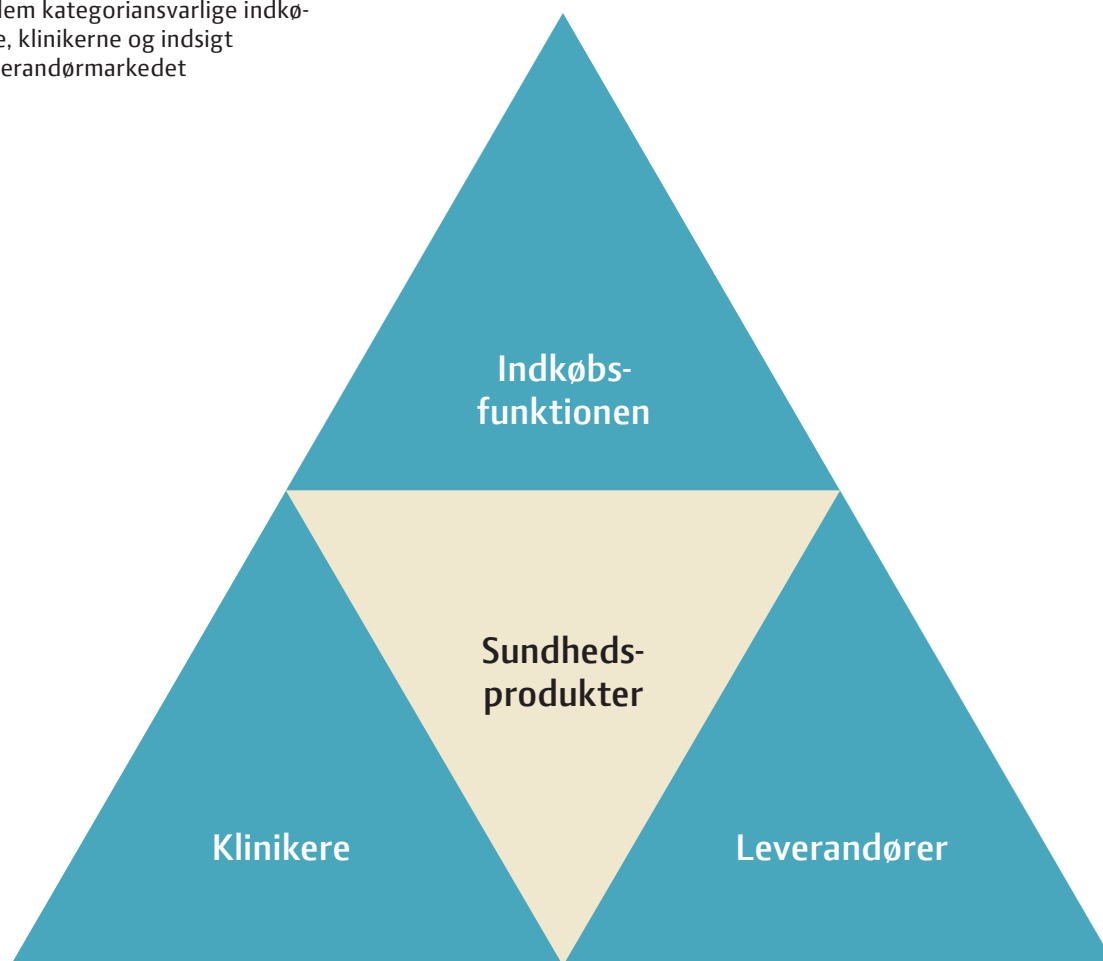 lem kategoriansvarlige indkø-
e, klinikerne og indsigt
erandørmarkedet
Indkøbs-
funktionen
Sundheds-
produkter
Klinikere
Leverandører